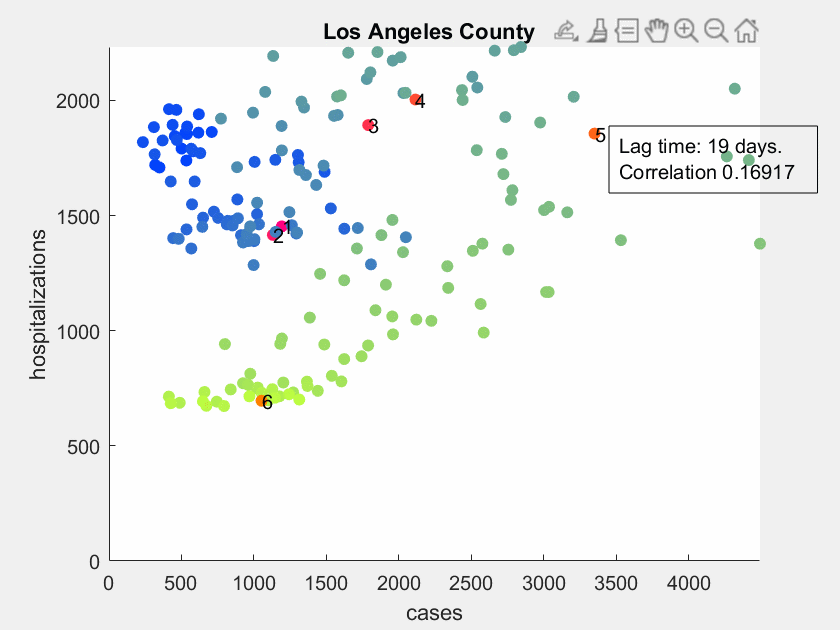 Los Angeles County
hospitalizations
2000
1500
1000
500
0
4
3
5
Lag time: 19 days.
Correlation 0.16917
1
2
6
0 500 1000 1500 2000 2500 3000 3500 4000
cases